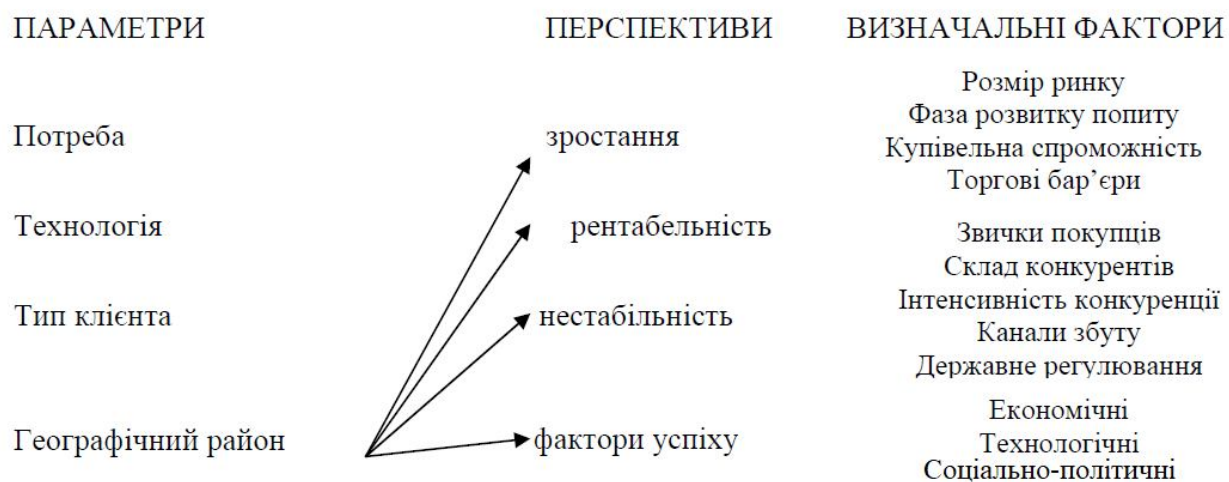 ПАРАМЕТРИ ПЕРСПЕКТИВИ ВИЗНАЧАЛЬНІ ФАКТОРИ
Розмір ринку
Фаза розвитку попиту
Потреба зростання
Купівельна спроможність
Торгові бар’єри
Технологія рентабельність
Звички покупців
Склад конкурентів
Інтенсивність конкуренції
Тип клієнта нестабільність
Канали збуту
Державне регулювання
Економічні
Географічний район фактори успіху
Технологічні
Соціально-політичні